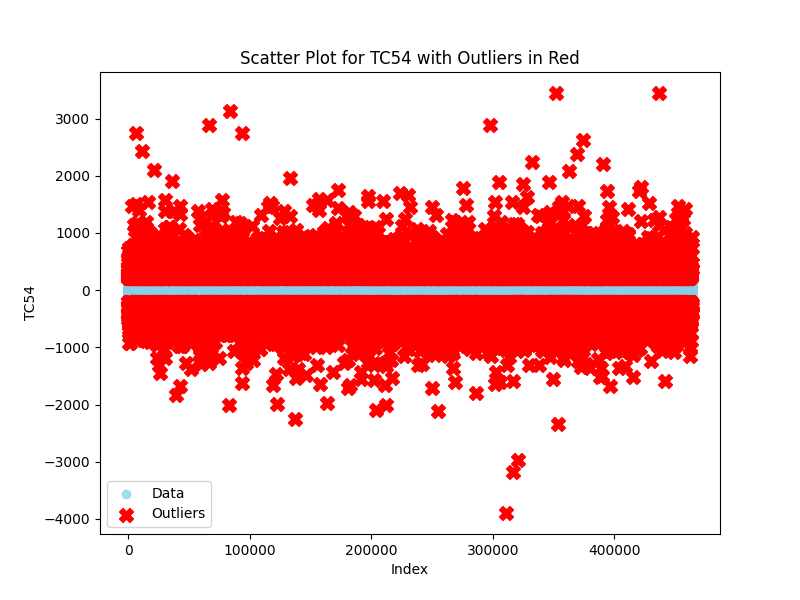 Scatter Plot for TC54 with Outliers in Red
3000
2000
1000
0
−1000
−2000
−3000
−4000
TC54
Data
Outliers
0
100000
200000
300000
400000
Index